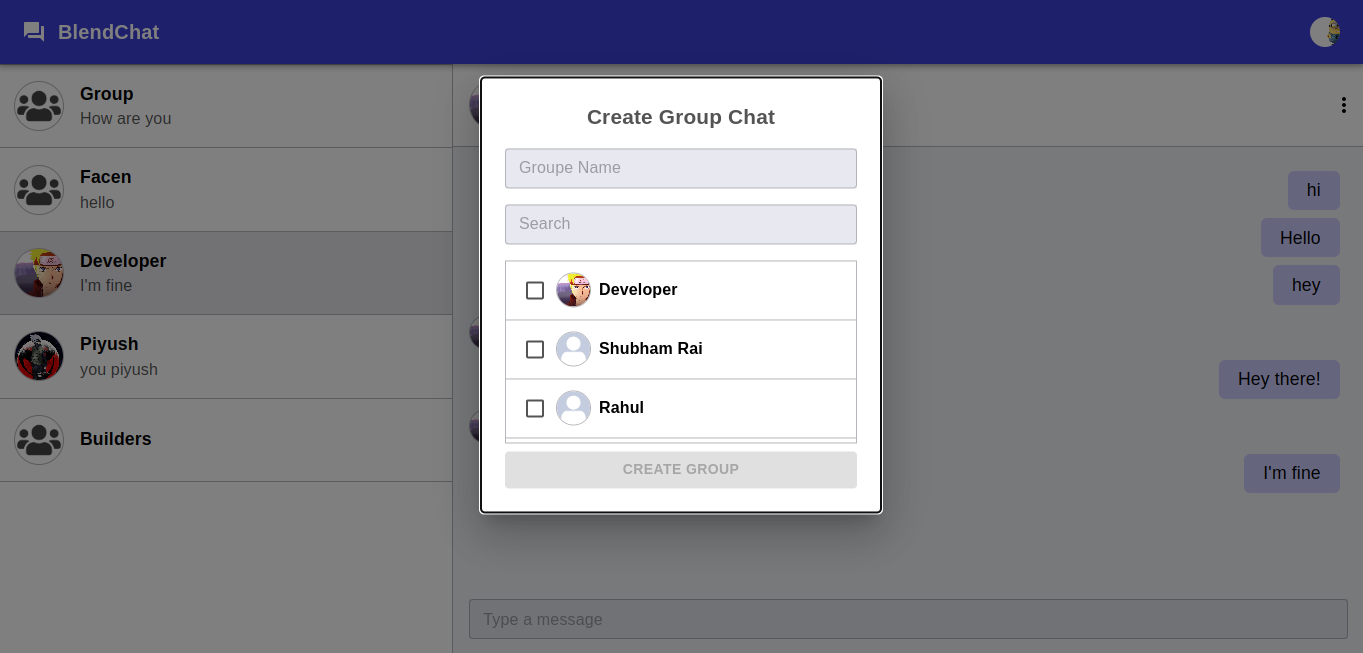 BlendChat
Group
How are you
Facen
hello
Developer
I'm fine
Piyush
you piyush
Builders
Create Group Chat
Groupe Name
Search
Developer
Shubham Rai
Rahul
CREATE GROUP
hi
Hello
hey
Hey there!
I'm fine
Type a message